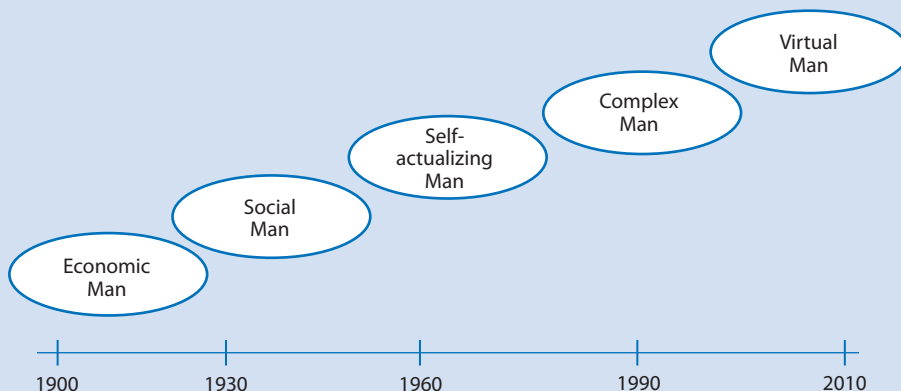 Virtual
Man
Complex
Man
Self-
actualizing
Man
Social
Man
Economic
Man
1900 1930 1960 1990 2010